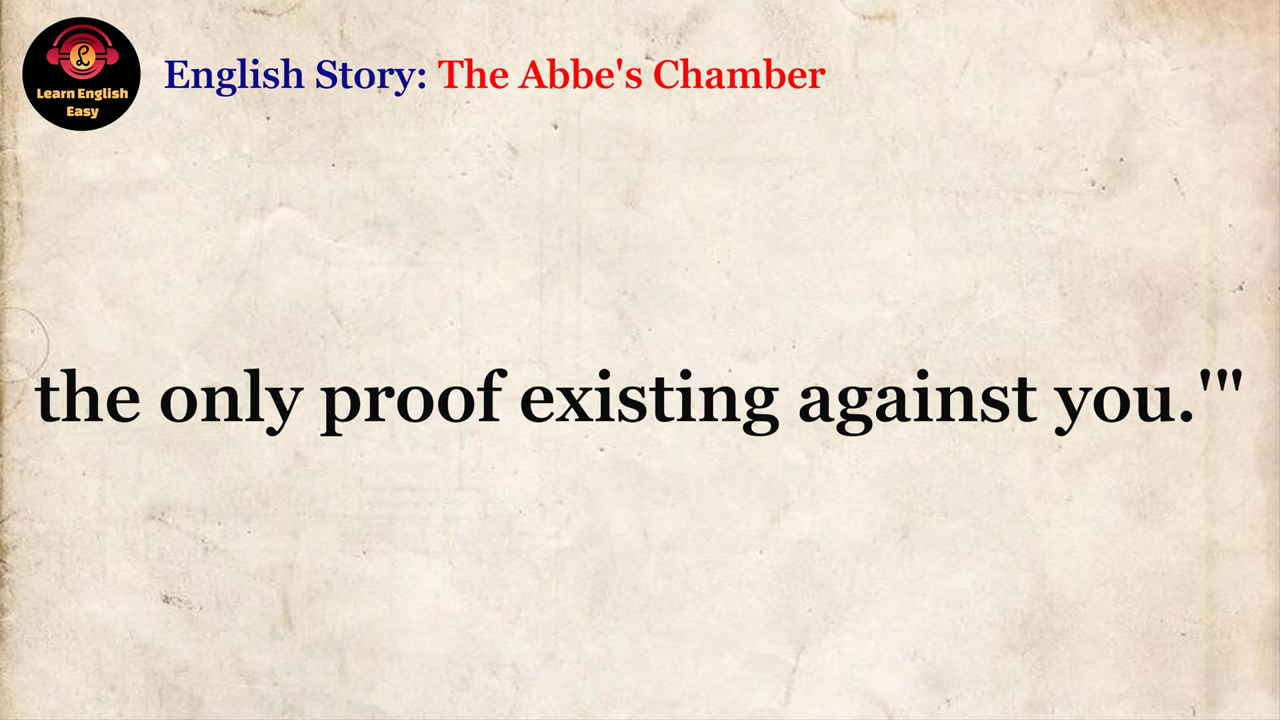 Learn English
Easy
English Story: The Abbe's Chamber
the only proof existing against you.'"